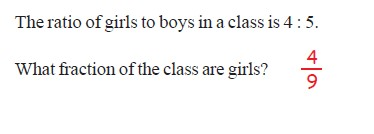 The ratio of girls to boys in a class is 4 : 5.
What fraction of the class are girls? 4/9